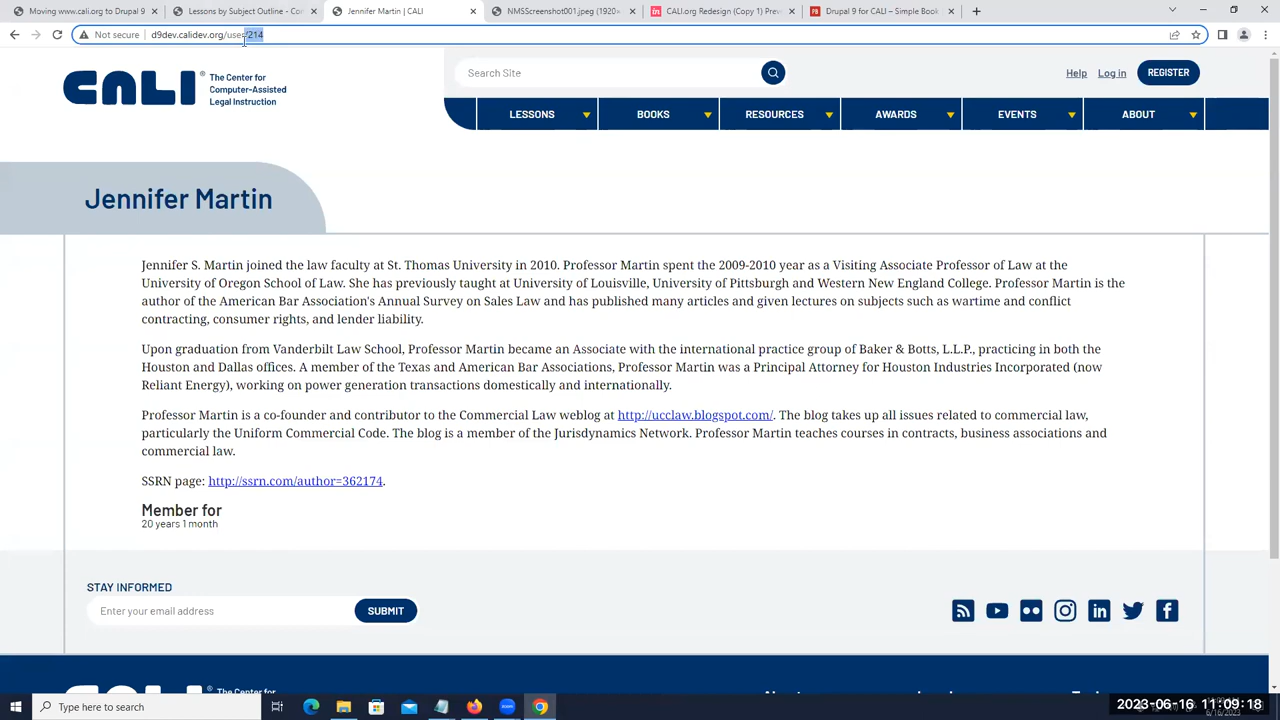 Moving www.cali.org to Drupal 9
Lessons by Subject Outline - Cor
Jennifer Martin | CALI
NMSScreenshot001.jpeg (1920×
CALI.org Redesign (Copy 1) Prev
Drupal 9 for CALI – Simple Book
Not secure
d9dev.calidev.org/user/214
CALI
®
The Center for
Computer-Assisted
Legal Instruction
Search Site
Help
Log in
REGISTER
LESSONS
BOOKS
RESOURCES
AWARDS
EVENTS
ABOUT
Jennifer Martin
Jennifer S. Martin joined the law faculty at St. Thomas University in 2010. Professor Martin spent the 2009-2010 year as a Visiting Associate Professor of Law at the
University of Oregon School of Law. She has previously taught at University of Louisville, University of Pittsburgh and Western New England College. Professor Martin is the
author of the American Bar Association's Annual Survey on Sales Law and has published many articles and given lectures on subjects such as wartime and conflict
contracting, consumer rights, and lender liability.
Upon graduation from Vanderbilt Law School, Professor Martin became an Associate with the international practice group of Baker & Botts, L.L.P., practicing in both the
Houston and Dallas offices. A member of the Texas and American Bar Associations, Professor Martin was a Principal Attorney for Houston Industries Incorporated (now
Reliant Energy), working on power generation transactions domestically and internationally.
Professor Martin is a co-founder and contributor to the Commercial Law weblog at http://ucclaw.blogspot.com/. The blog takes up all issues related to commercial law,
particularly the Uniform Commercial Code. The blog is a member of the Jurisdynamics Network. Professor Martin teaches courses in contracts, business associations and
commercial law.
SSRN page: http://ssrn.com/author=362174.
Member for
20 years 1 month
STAY INFORMED
Enter your email address
SUBMIT
CALI
®
The Center for
Type here to search
2023-06-16 11:09:18